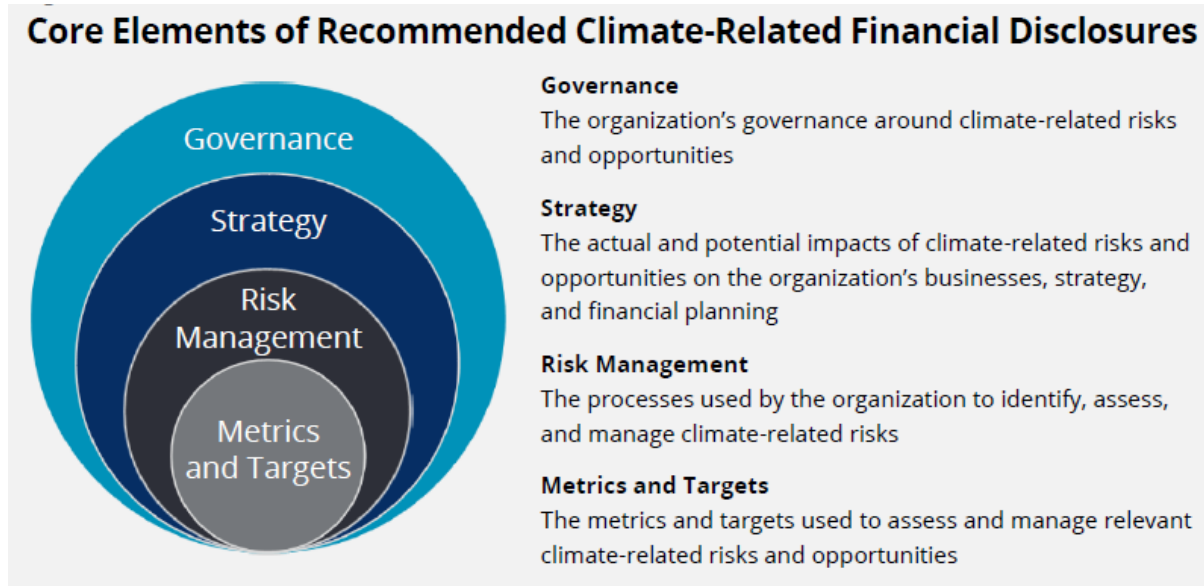 Core Elements of Recommended Climate-Related Financial Disclosures
Governance
Strategy
Risk
Management
Metrics
and Targets
Governance
The organization’s governance around climate-related risks
and opportunities
Strategy
The actual and potential impacts of climate-related risks and
opportunities on the organization’s businesses, strategy,
and financial planning
Risk Management
The processes used by the organization to identify, assess,
and manage climate-related risks
Metrics and Targets
The metrics and targets used to assess and manage relevant
climate-related risks and opportunities